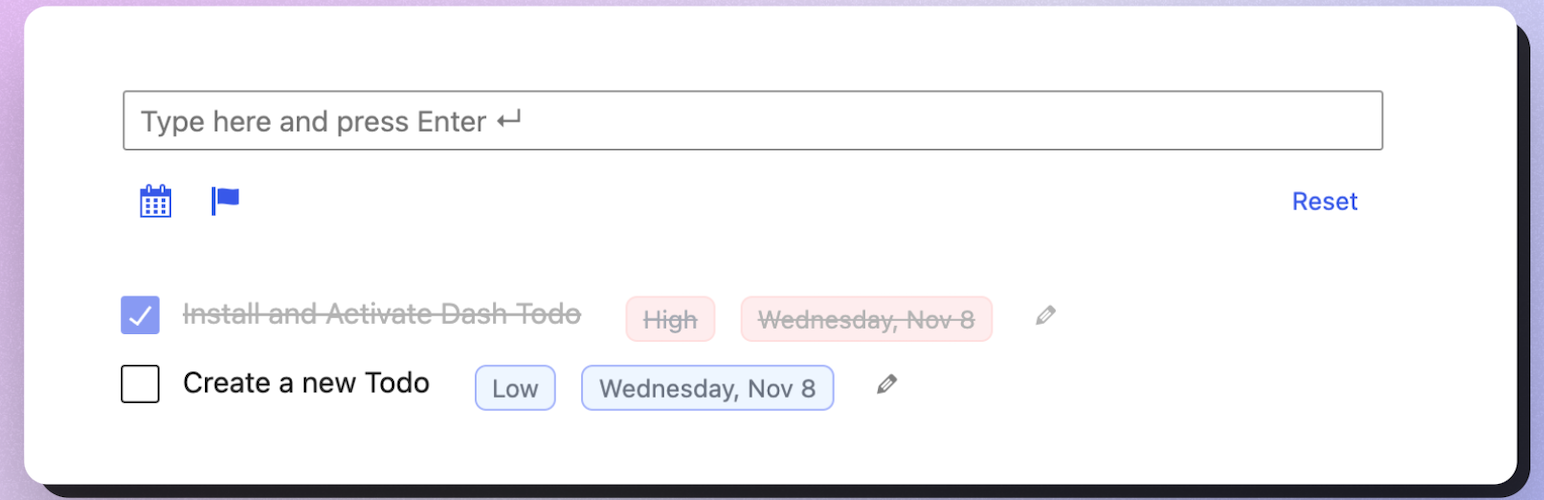 Type here and press Enter ↵
Reset
Install and Activate Dash Todo High Wednesday, Nov 8
Create a new Todo Low Wednesday, Nov 8